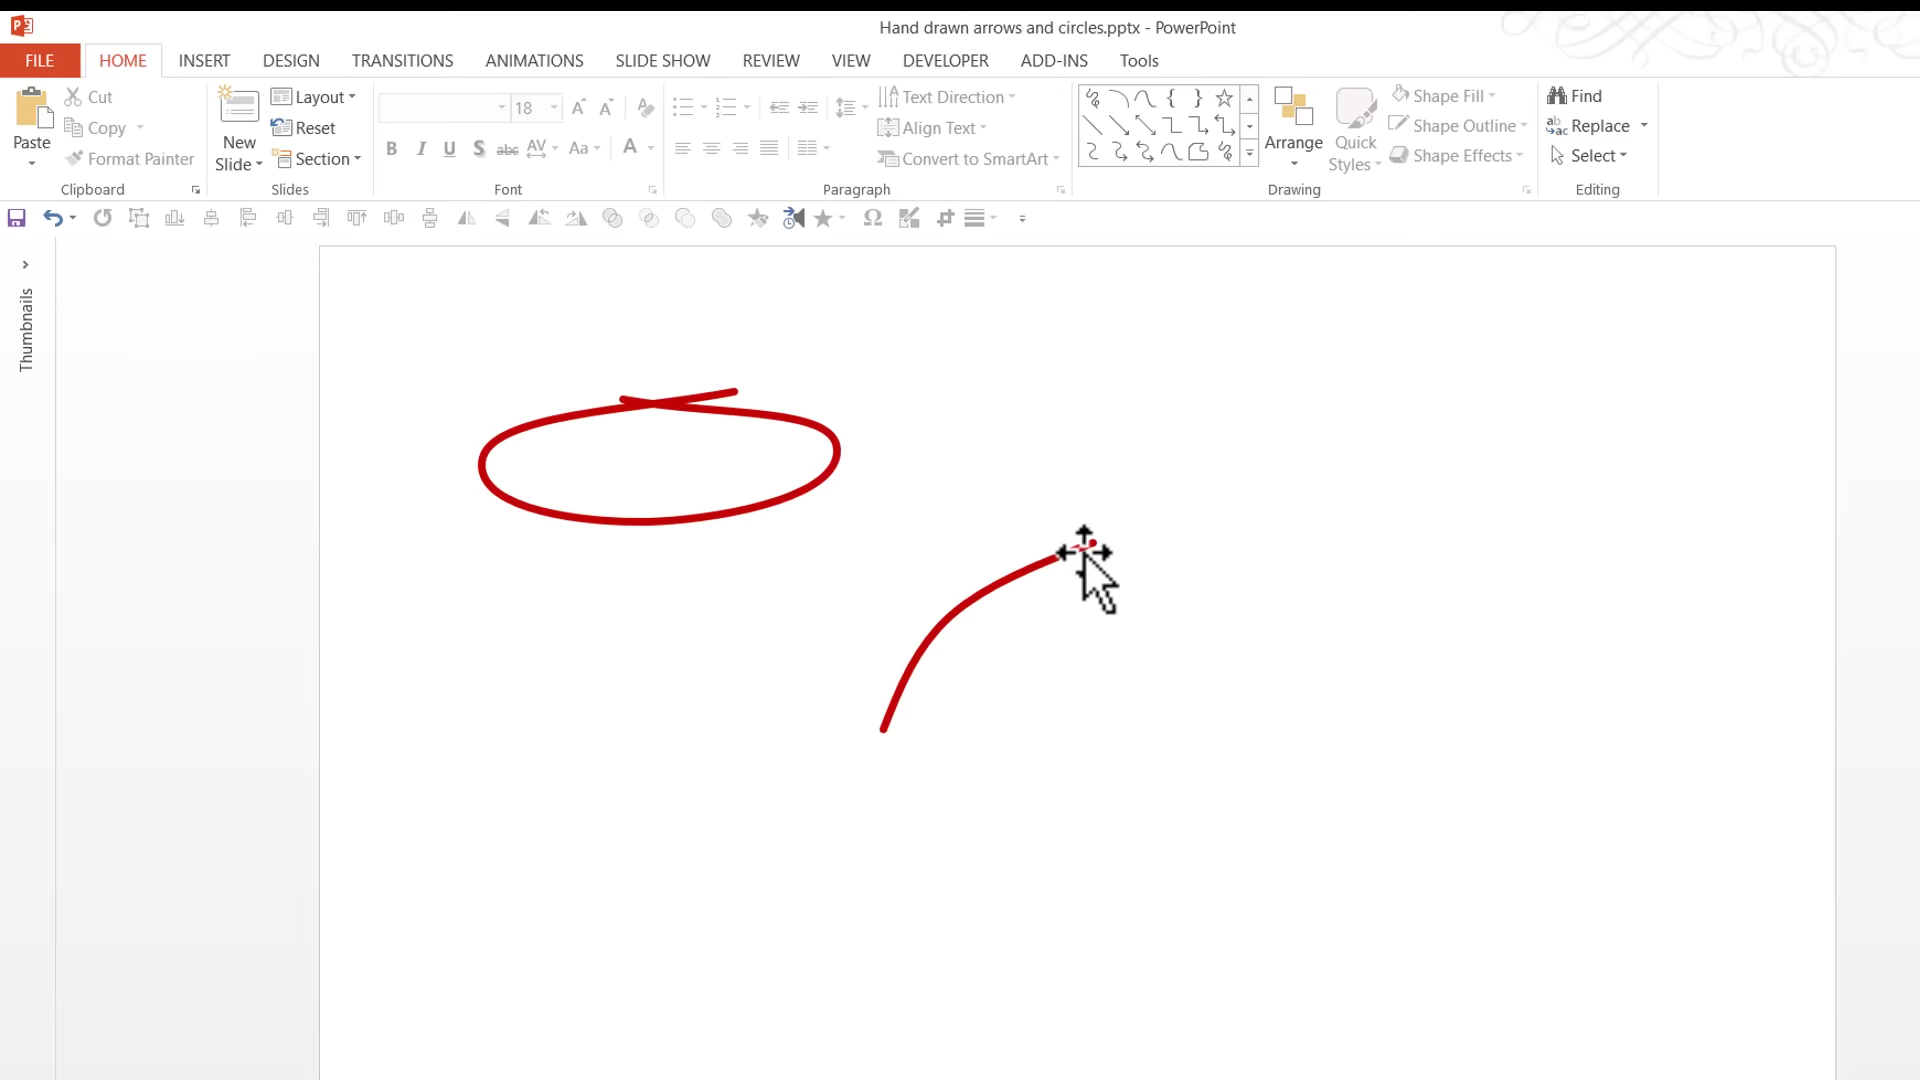 Hand drawn arrows and circles.pptx - PowerPoint
FILE HOME INSERT DESIGN TRANSITIONS ANIMATIONS SLIDE SHOW REVIEW VIEW DEVELOPER ADD-INS Tools
Paste
Cut
Copy
Format Painter
Clipboard
New
Slide
Layout
Reset
Section
Slides
18
B I U S abc AV Aa A
Font
Text Direction
Align Text
Convert to SmartArt
Paragraph
Arrange
Quick
Styles
Shape Fill
Shape Outline
Shape Effects
Drawing
Find
Replace
Select
Editing
Thumbnails